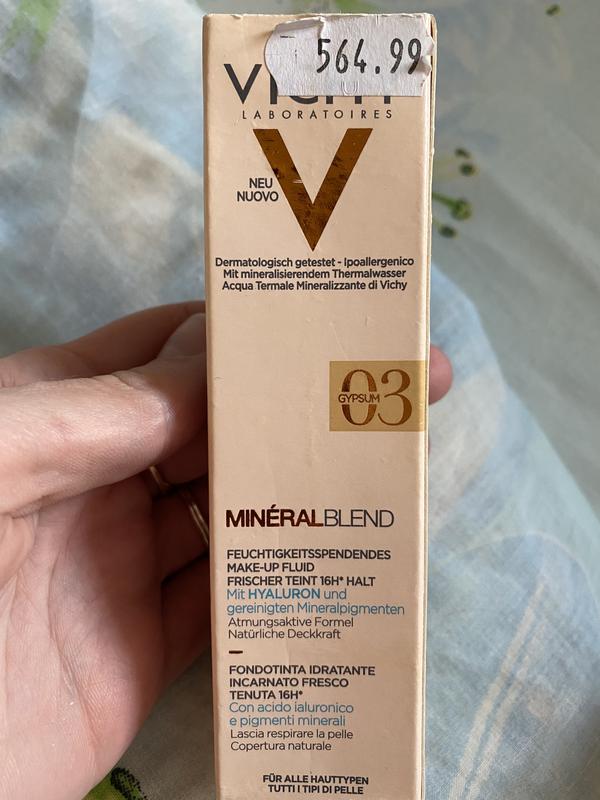 564.99
VICHY
LABORATOIRES
NEU
NUOVO
Dermatologisch getestet - Ipoallergenico
Mit mineralisierendem Thermalwasser
Acqua Termale Mineralizzante di Vichy
03
GYPSUM
MINÉRALBLEND
FEUCHTIGKEITSSPENDENDES
MAKE-UP FLUID
FRISCHER TEINT 16H* HALT
Mit HYALURON und
gereinigten Mineralpigmenten
Atmungsaktive Formel
Natürliche Deckkraft
FONDOTINTA IDRATANTE
INCARNATO FRESCO
TENUTA 16H*
Con acido ialuronico
e pigmenti minerali
Lascia respirare la pelle
Copertura naturale
FÜR ALLE HAUTTYPEN
TUTTI I TIPI DI PELLE